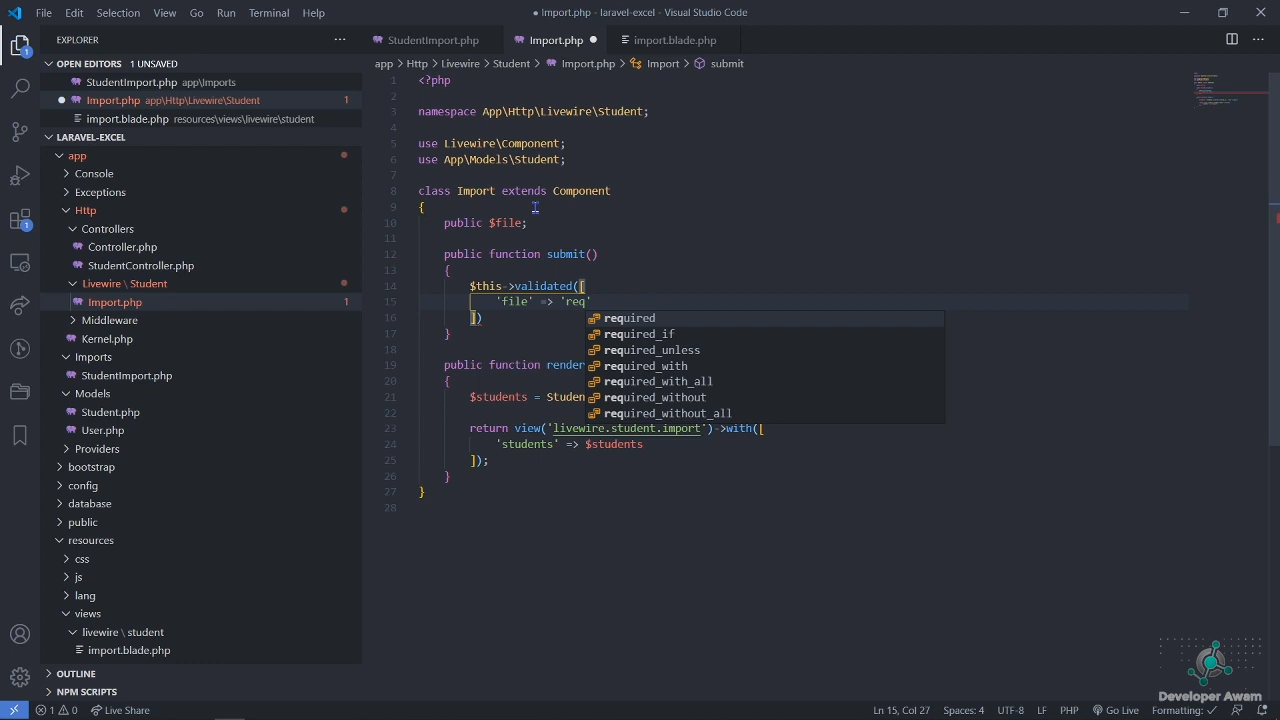 File Edit Selection View Go Run Terminal Help
● Import.php - laravel-excel - Visual Studio Code
EXPLORER
OPEN EDITORS 1 UNSAVED
StudentImport.php app\Imports
Import.php app\Http\Livewire\Student 1
import.blade.php resources\views\livewire\student
LARAVEL-EXCEL
app
Console
Exceptions
Http
Controllers
Controller.php
StudentController.php
Livewire \ Student
Import.php 1
Middleware
Kernel.php
Imports
StudentImport.php
Models
Student.php
User.php
Providers
bootstrap
config
database
public
resources
css
js
lang
views
livewire \ student
import.blade.php
OUTLINE
NPM SCRIPTS
StudentImport.php Import.php import.blade.php
app > Http > Livewire > Student > Import.php > Import > submit
1 <?php
2
3 namespace App\Http\Livewire\Student;
4
5 use Livewire\Component;
6 use App\Models\Student;
7
8 class Import extends Component
9 {
10 public $file;
11
12 public function submit()
13 {
14 $this->validated([
15 'file' => 'req'
16 ])
17 }
18
19 public function render
20 {
21 $students = Studen
22
23 return view('livewire.student.import')->with([
24 'students' => $students
25 ]);
26 }
27 }
28
required
required_if
required_unless
required_with
required_with_all
required_without
required_without_all
Developer Awam
1 0 Live Share
Ln 15, Col 27 Spaces: 4 UTF-8 LF PHP Go Live Formatting: ✓